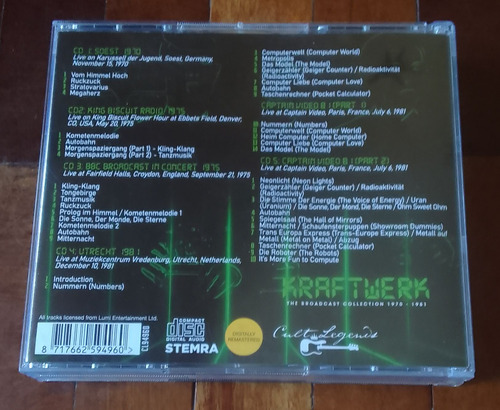 CD 1: SOEST 1970
Live on Karussell der Jugend, Soest, Germany,
November 15, 1970
Vom Himmel Hoch
Ruckzuck
Stratovarius
Megaherz
CD2: KING BISCUIT RADIO 1975
Live on King Biscuit Flower Hour at Ebbets Field, Denver,
CO, USA, May 20, 1975
Kometenmelodie
Autobahn
Morgenspaziergang (Part 1) - Kling-Klang
Morgenspaziergang (Part 2) - Tanzmusik
CD 3: BBC BROADCAST IN CONCERT 1975
Live at Fairfield Halls, Croydon, England, September 21, 1975
Kling-Klang
Tongebirge
Tanzmusik
Ruckzuck
Prolog im Himmel / Kometenmelodie 1
Die Sonne, Der Monde, Die Sterne
Kometenmelodie 2
Autobahn
Mitternacht
CD 4: UTRECHT 1981
Live at Muziekcentrum Vredenburg, Utrecht, Netherlands,
December 10, 1981
Introduction
Nummern (Numbers)
Computerwelt (Computer World)
Metropolis
Das Model (The Model)
Geigerzähler (Geiger Counter) / Radioaktivität
(Radioactivity)
Computer Liebe (Computer Love)
Autobahn
Taschenrechner (Pocket Calculator)
CAPTAIN VIDEO
Live at Captain Video, Paris, France, July 6, 1981
Nummern (Numbers)
Computerwelt (Computer World)
Heim Computer (Home Computer)
Computer Liebe (Computer Love)
Das Model (The Model)
CD 5: CAPTAIN VIDEO (PART 2)
Live at Captain Video, Paris, France, July 6, 1981
Neonlicht (Neon Lights)
Geigerzähler (Geiger Counter) / Radioaktivität
(Radioactivity)
Die Stimme Der Energie (The Voice of Energy) / Uran
(Uranium) / Die Sonne, Der Mond, Die Sterne / Ohm Sweet Ohm
Autobahn
Spiegelsaal (The Hall of Mirrors)
Mitternacht / Schaufensterpuppen (Showroom Dummies)
Trans Europa Express (Trans-Europe Express) / Metall auf
Metall (Metal on Metal) / Abzug
Taschenrechner (Pocket Calculator)
Die Roboter (The Robots)
It's More Fun to Compute
KRAFTWERK
THE BROADCAST COLLECTION 1970 - 1981
All tracks licensed from Lumi Entertainment Ltd.
8 717662 594960 >
CL94960
COMPACT
disc
DIGITAL AUDIO
STEMRA
DIGITALLY
REMASTERED
Cult Legends